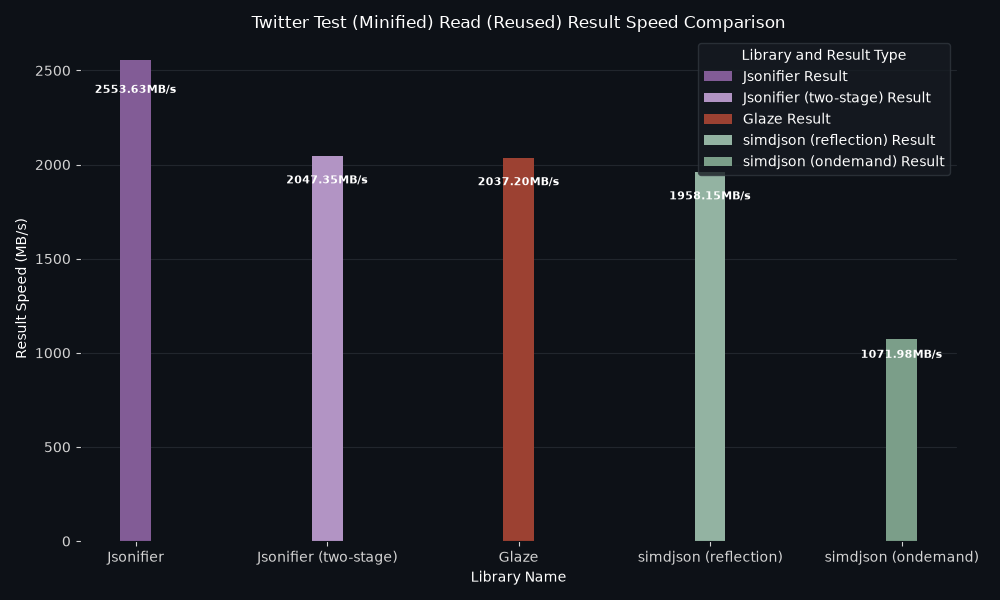 Twitter Test (Minified) Read (Reused) Result Speed Comparison
Library and Result Type
Jsonifier Result
Jsonifier (two-stage) Result
Glaze Result
simdjson (reflection) Result
simdjson (ondemand) Result
Result Speed (MB/s)
2500
2000
1500
1000
500
0
2553.63MB/s
2047.35MB/s
2037.20MB/s
1958.15MB/s
1071.98MB/s
Jsonifier
Jsonifier (two-stage)
Glaze
simdjson (reflection)
simdjson (ondemand)
Library Name